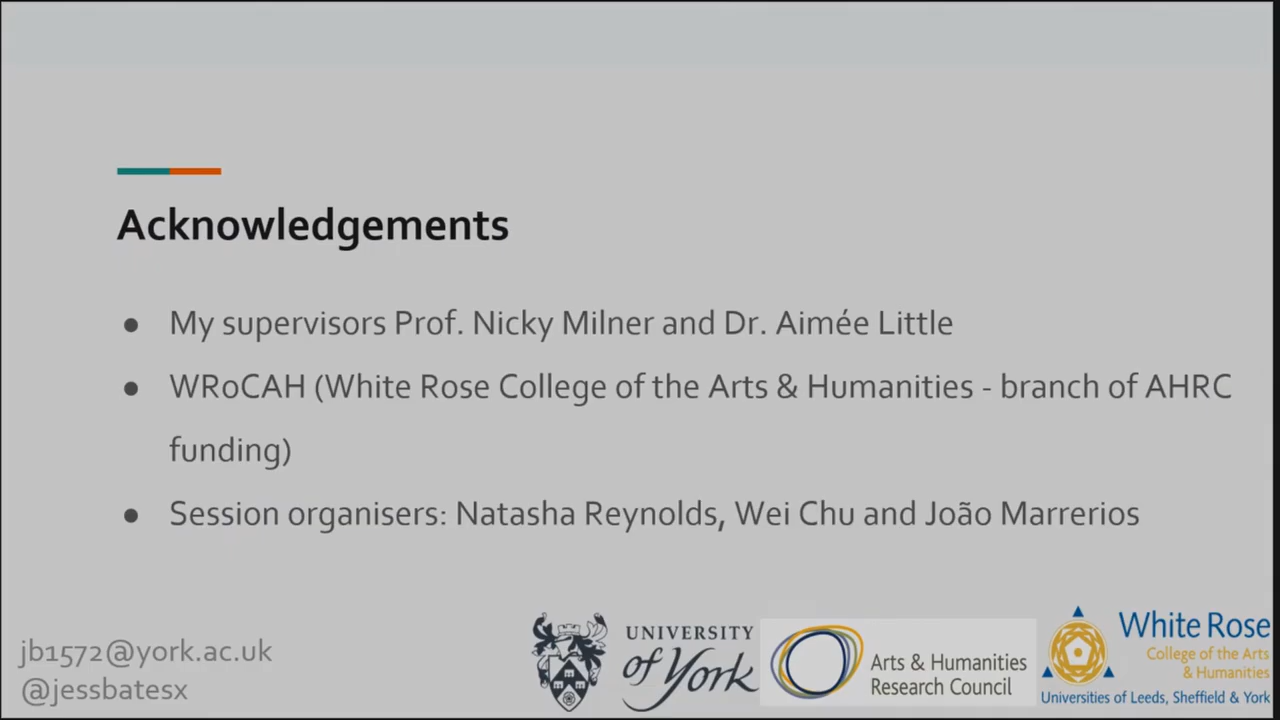 Acknowledgements
● My supervisors Prof. Nicky Milner and Dr. Aimée Little
● WRoCAH (White Rose College of the Arts & Humanities - branch of AHRC
funding)
● Session organisers: Natasha Reynolds, Wei Chu and João Marrerios
jb1572@york.ac.uk
@jessbatesx
UNIVERSITY
of York
Arts & Humanities
Research Council
White Rose
College of the Arts
& Humanities
Universities of Leeds, Sheffield & York